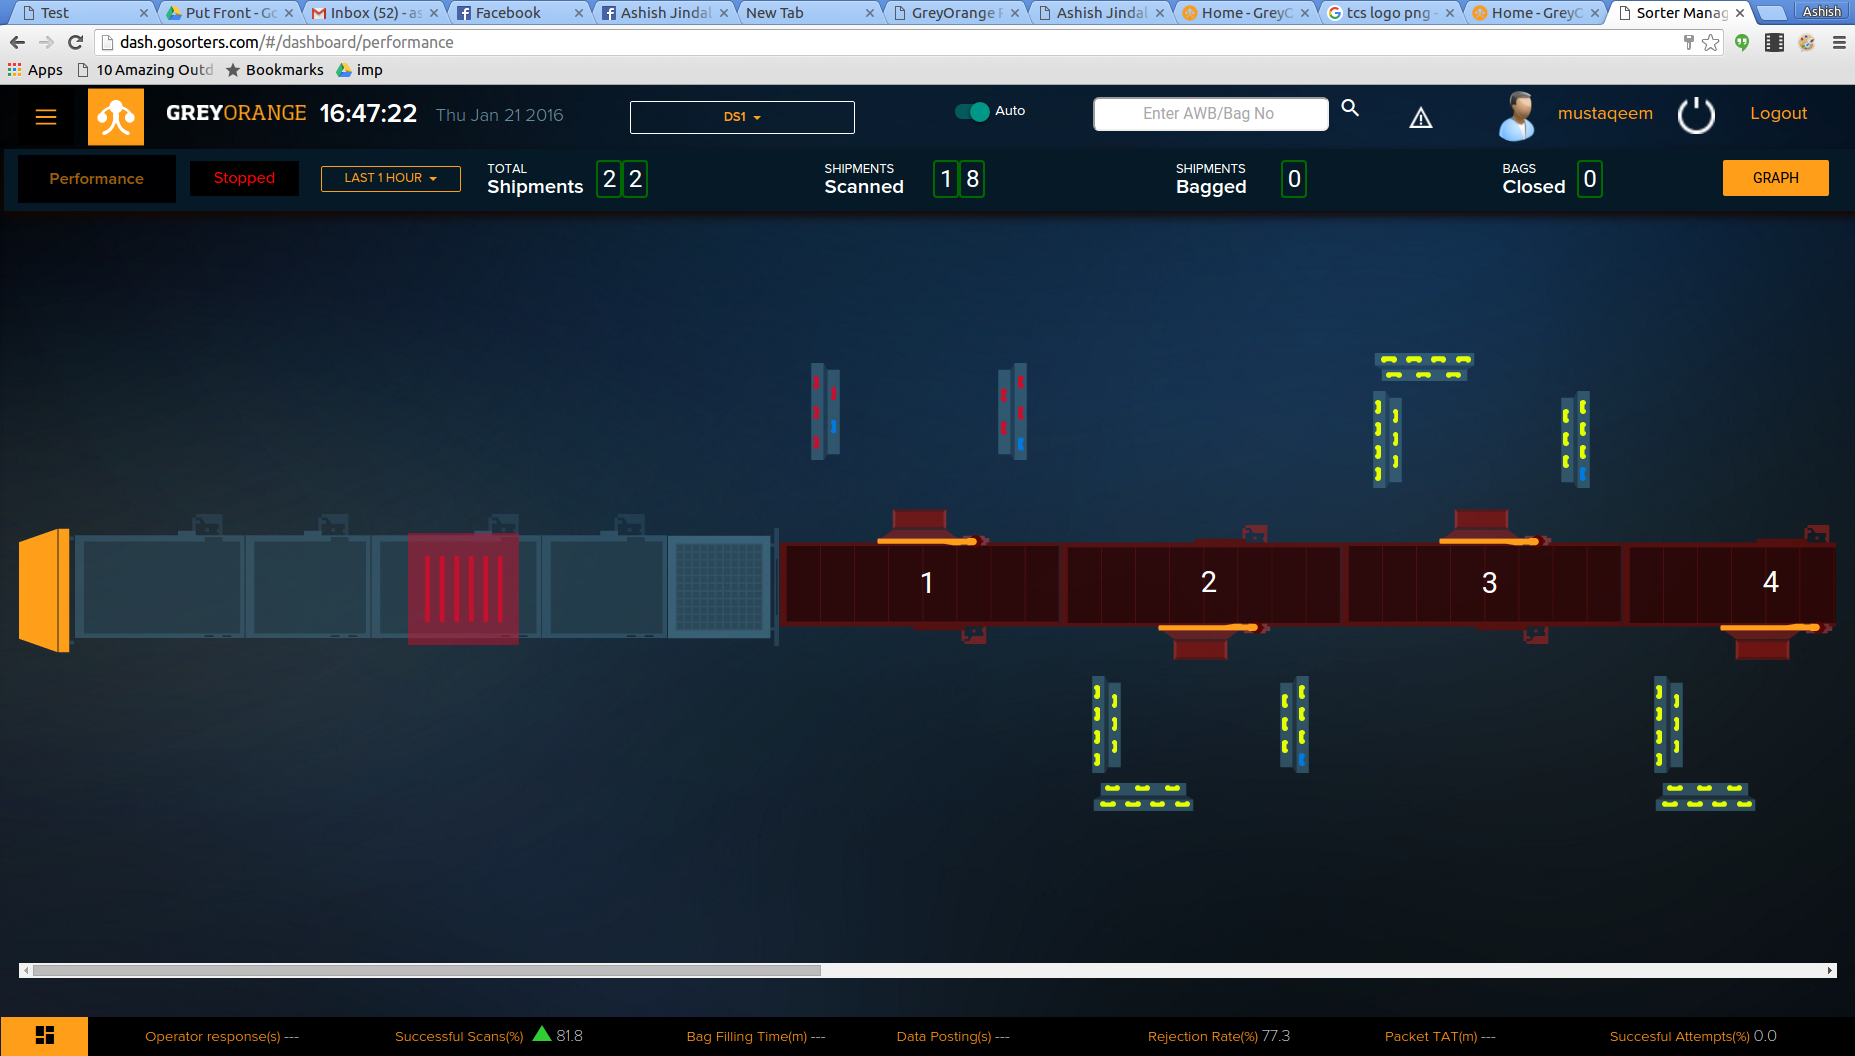 Test
Put Front - Go
Inbox (52) - as
Facebook
Ashish Jindal
New Tab
GreyOrange P
Ashish Jindal
Home - GreyO
tcs logo png -
Home - GreyO
Sorter Manag
Ashish
dash.gosorters.com/#/dashboard/performance
Apps
10 Amazing Outd
Bookmarks
imp
GREYORANGE
16:47:22
Thu Jan 21 2016
DS1
Auto
Enter AWB/Bag No
mustaqeem
Logout
Performance
Stopped
LAST 1 HOUR
TOTAL
Shipments
2 2
SHIPMENTS
Scanned
1 8
SHIPMENTS
Bagged
0
BAGS
Closed
0
GRAPH
1
2
3
4
Operator response(s) ---
Successful Scans(%) 81.8
Bag Filling Time(m) ---
Data Posting(s) ---
Rejection Rate(%) 77.3
Packet TAT(m) ---
Succesful Attempts(%) 0.0